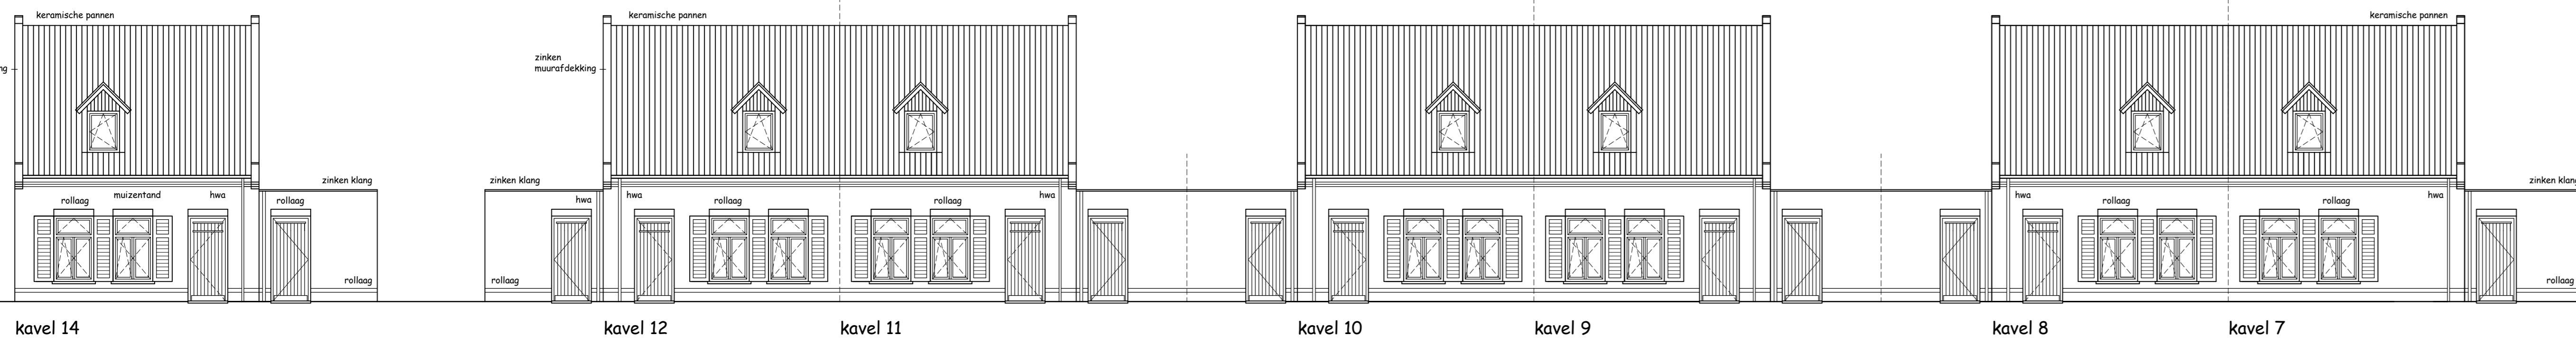 keramische pannen
keramische pannen
keramische pannen
zinken
muurafdekking
ng
zinken klang
zinken klang
zinken klang
rollaag
muizentand
hwa
rollaag
hwa
hwa
rollaag
rollaag
hwa
hwa
rollaag
rollaag
hwa
rollaag
rollaag
rollaag
kavel 14
kavel 12
kavel 11
kavel 10
kavel 9
kavel 8
kavel 7